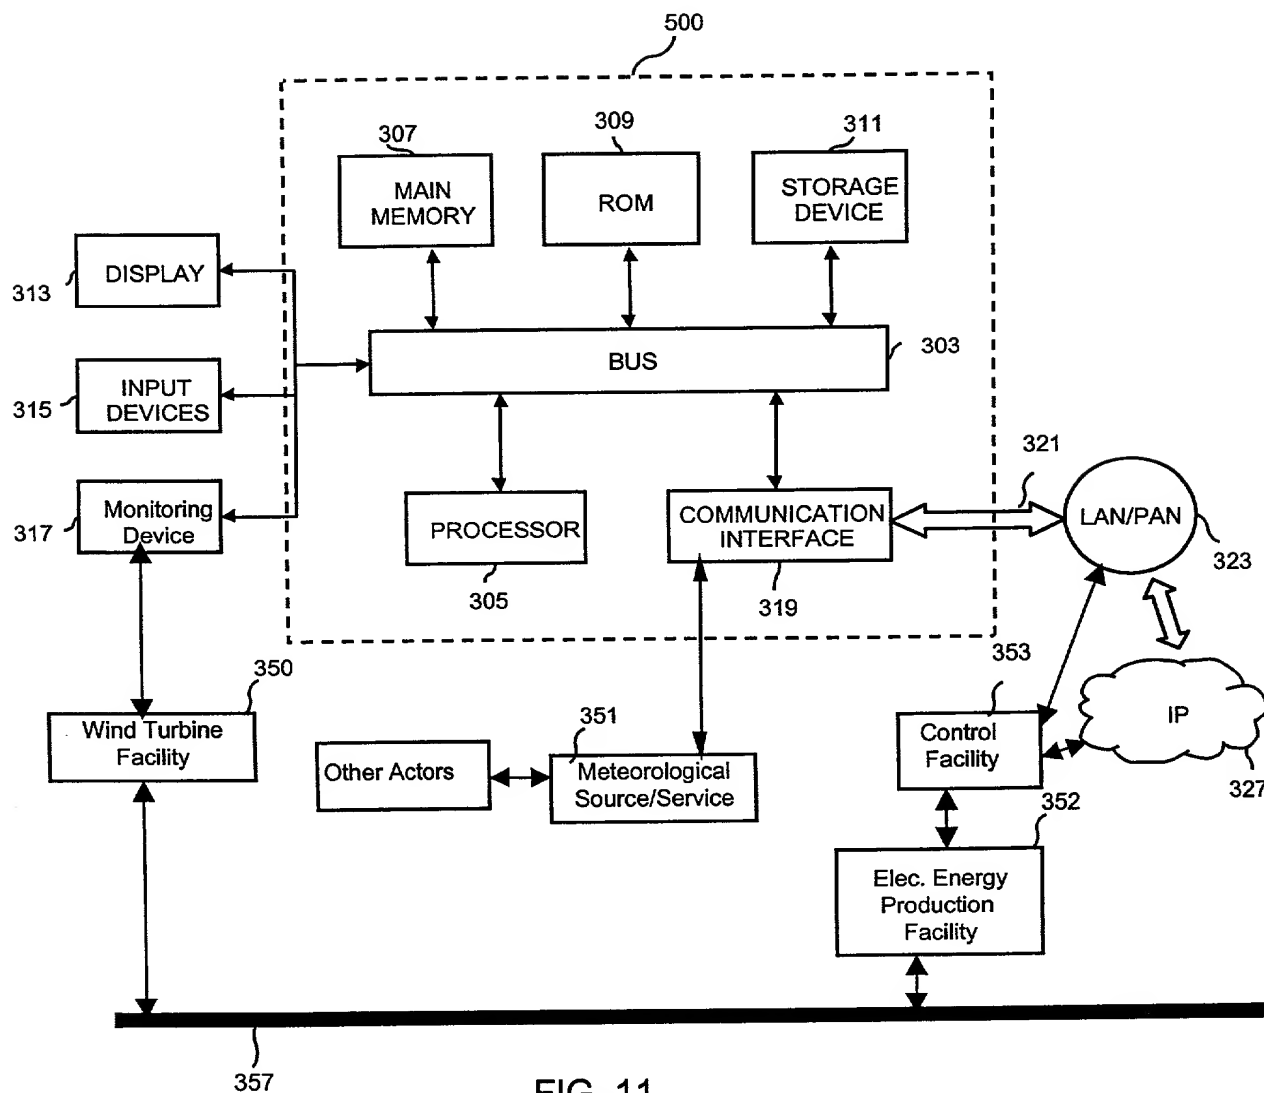 500
307
309
311
MAIN
MEMORY
ROM
STORAGE
DEVICE
DISPLAY
313
BUS
303
INPUT
DEVICES
315
321
Monitoring
Device
317
PROCESSOR
305
COMMUNICATION
INTERFACE
319
LAN/PAN
323
350
353
Wind Turbine
Facility
351
Other Actors
Meteorological
Source/Service
Control
Facility
IP
327
352
Elec. Energy
Production
Facility
357
FIG. 11